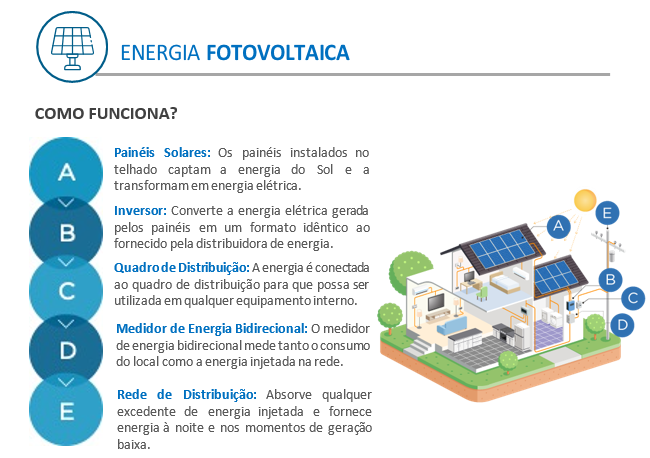 ENERGIA FOTOVOLTAICA
COMO FUNCIONA?
A
Painéis Solares: Os painéis instalados no
telhado captam a energia do Sol e a
transformam em energia elétrica.
B
Inversor: Converte a energia elétrica gerada
pelos painéis em um formato idêntico ao
fornecido pela distribuidora de energia.
C
Quadro de Distribuição: A energia é conectada
ao quadro de distribuição para que possa ser
utilizada em qualquer equipamento interno.
D
Medidor de Energia Bidirecional: O medidor
de energia bidirecional mede tanto o consumo
do local como a energia injetada na rede.
E
Rede de Distribuição: Absorve qualquer
excedente de energia injetada e fornece
energia à noite e nos momentos de geração
baixa.
E
A
B
C
D